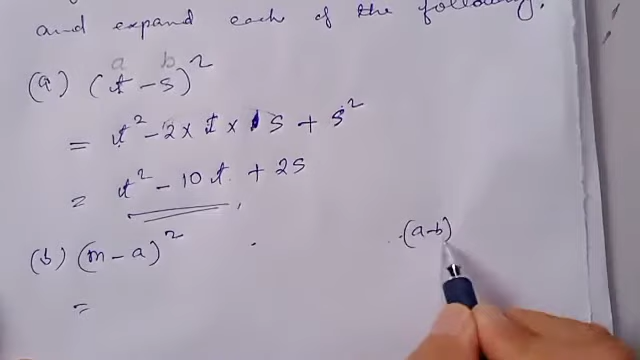 and expand each of the following.
a b
(a) (t - 5)²
= t² - 2 × t × 5 + 5²
= t² - 10t + 25
(b) (m - a)²
=
(a-b)